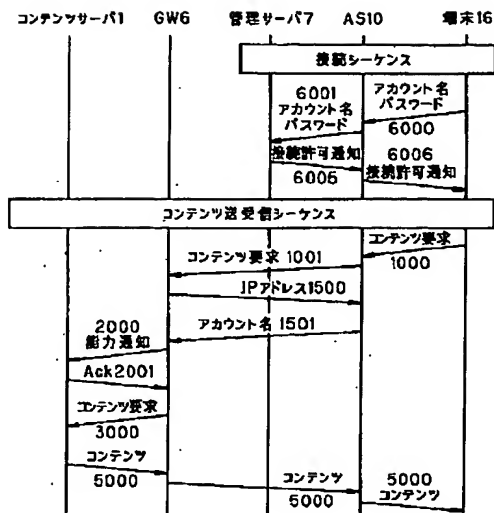 コンテンツサーバ1 GW6 管理サーバ7 AS10 端末16
接続シーケンス
6001
アカウント名
パスワード
アカウント名
パスワード
6000
接続許可通知
6005
6006
接続許可通知
コンテンツ送受信シーケンス
コンテンツ要求
1000
コンテンツ要求 1001
IPアドレス1500
アカウント名 1501
2000
能力通知
Ack2001
コンテンツ要求
3000
コンテンツ
5000
コンテンツ
5000
5000
コンテンツ